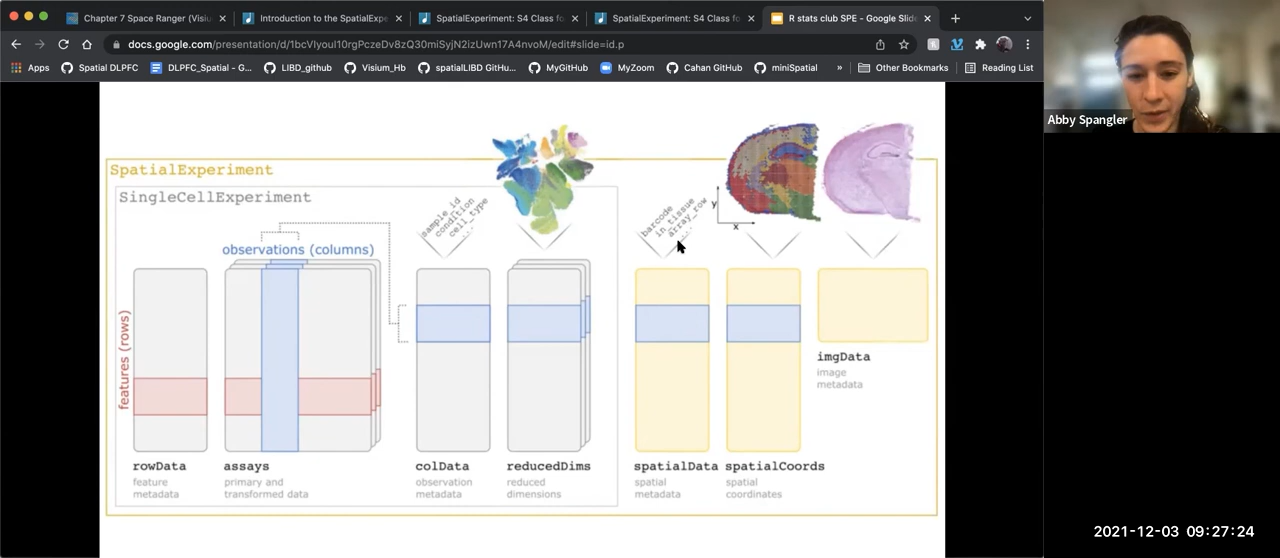 Chapter 7 Space Ranger (Visiu
Introduction to the SpatialExpe
SpatialExperiment: S4 Class fo
SpatialExperiment: S4 Class fo
R stats club SPE - Google Slide
docs.google.com/presentation/d/1bcVIyouI10rgPczeDv8zQ30miSyjN2izUwn17A4nvoM/edit#slide=id.p
Apps
Spatial DLPFC
DLPFC_Spatial - G...
LIBD_github
Visium_Hb
spatialLIBD GitHu...
MyGitHub
MyZoom
Cahan GitHub
miniSpatial
»
Other Bookmarks
Reading List
Abby Spangler
SpatialExperiment
SingleCellExperiment
sample_id
condition
cell_type
...
barcode
in_tissue
array_row
...
y
x
observations (columns)
features (rows)
imgData
image
metadata
rowData
feature
metadata
assays
primary and
transformed data
colData
observation
metadata
reducedDims
reduced
dimensions
spatialData
spatial
metadata
spatialCoords
spatial
coordinates
2021-12-03 09:27:24